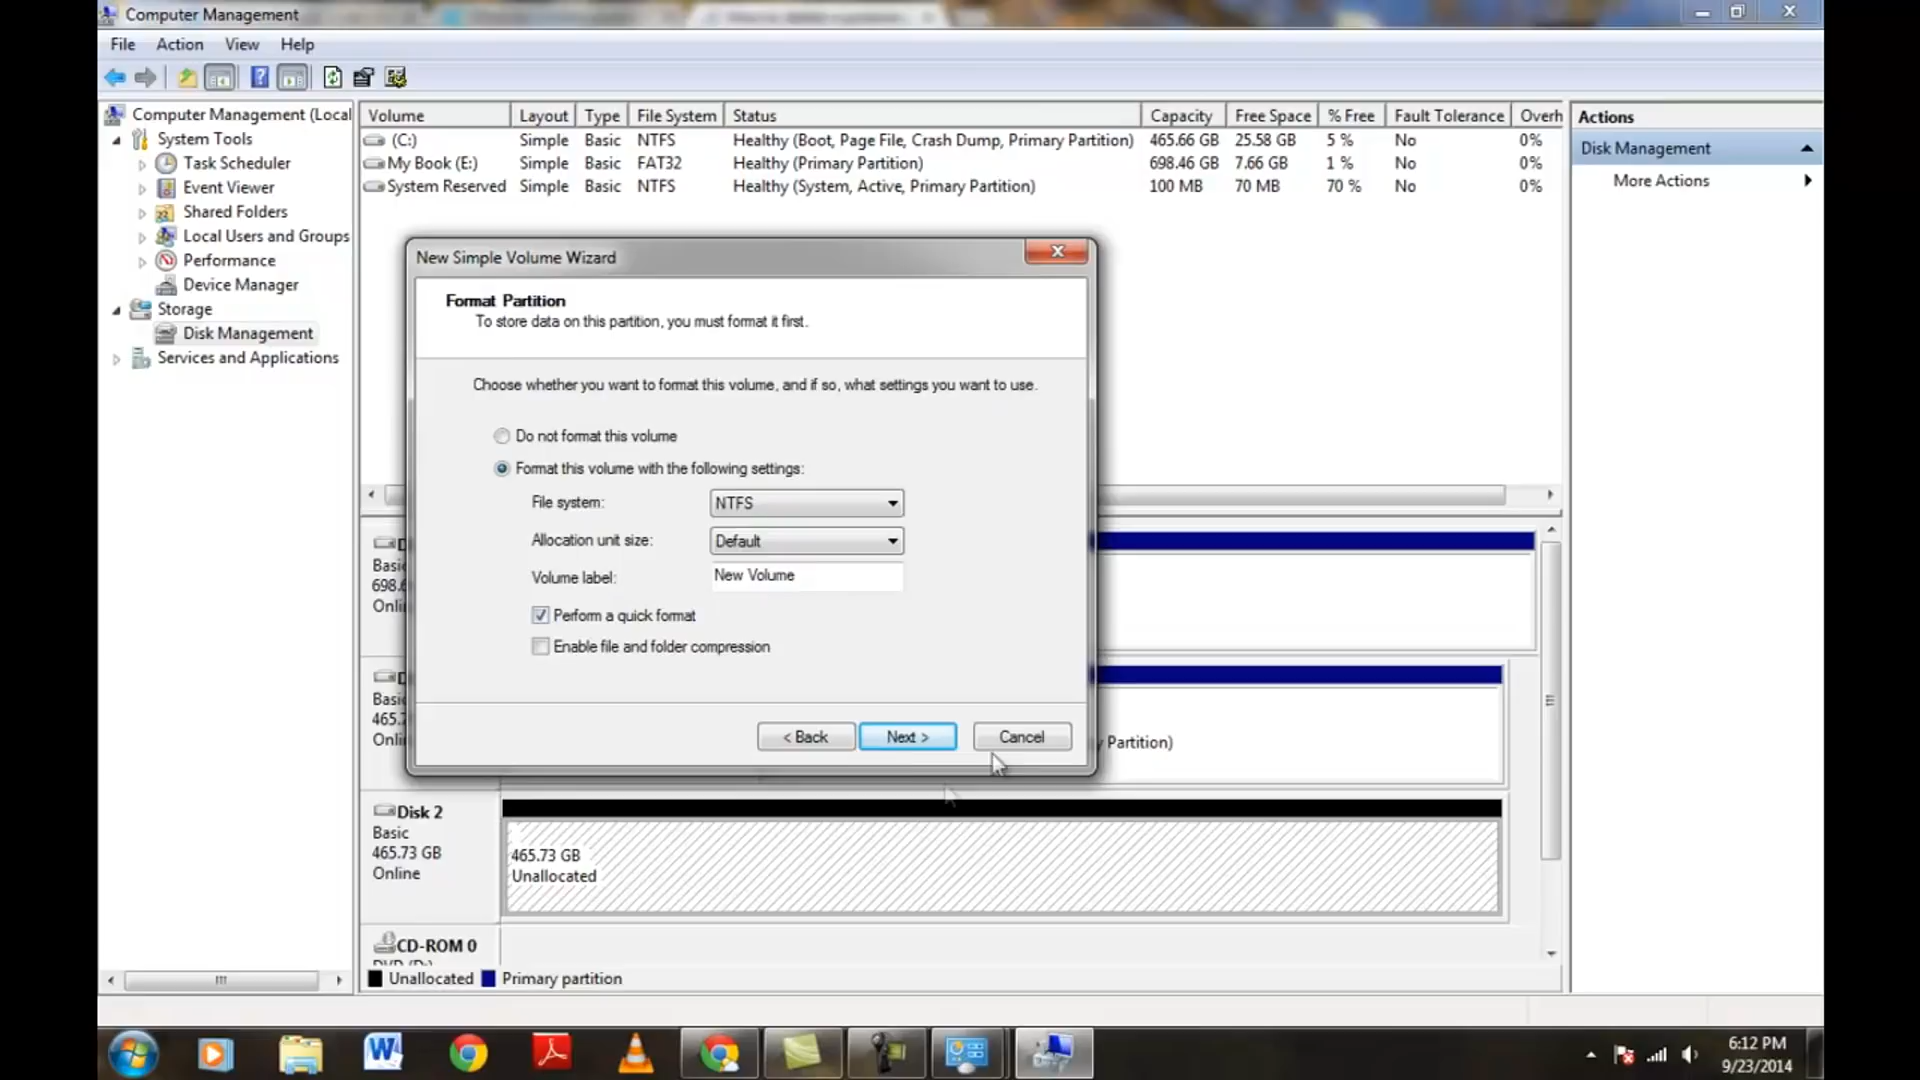 Computer Management
File Action View Help
Computer Management (Local
System Tools
Task Scheduler
Event Viewer
Shared Folders
Local Users and Groups
Performance
Device Manager
Storage
Disk Management
Services and Applications
Volume Layout Type File System Status Capacity Free Space % Free Fault Tolerance Overh
(C:) Simple Basic NTFS Healthy (Boot, Page File, Crash Dump, Primary Partition) 465.66 GB 25.58 GB 5 % No 0%
My Book (E:) Simple Basic FAT32 Healthy (Primary Partition) 698.46 GB 7.66 GB 1 % No 0%
System Reserved Simple Basic NTFS Healthy (System, Active, Primary Partition) 100 MB 70 MB 70 % No 0%
Actions
Disk Management
More Actions
New Simple Volume Wizard
Format Partition
To store data on this partition, you must format it first.
Choose whether you want to format this volume, and if so, what settings you want to use.
Do not format this volume
Format this volume with the following settings:
File system: NTFS
Allocation unit size: Default
Volume label: New Volume
Perform a quick format
Enable file and folder compression
< Back Next > Cancel
Basic
698.6
Onli
Basic
465.7
Onli
y Partition)
Disk 2
Basic
465.73 GB
Online
465.73 GB
Unallocated
CD-ROM 0
Unallocated Primary partition
6:12 PM
9/23/2014